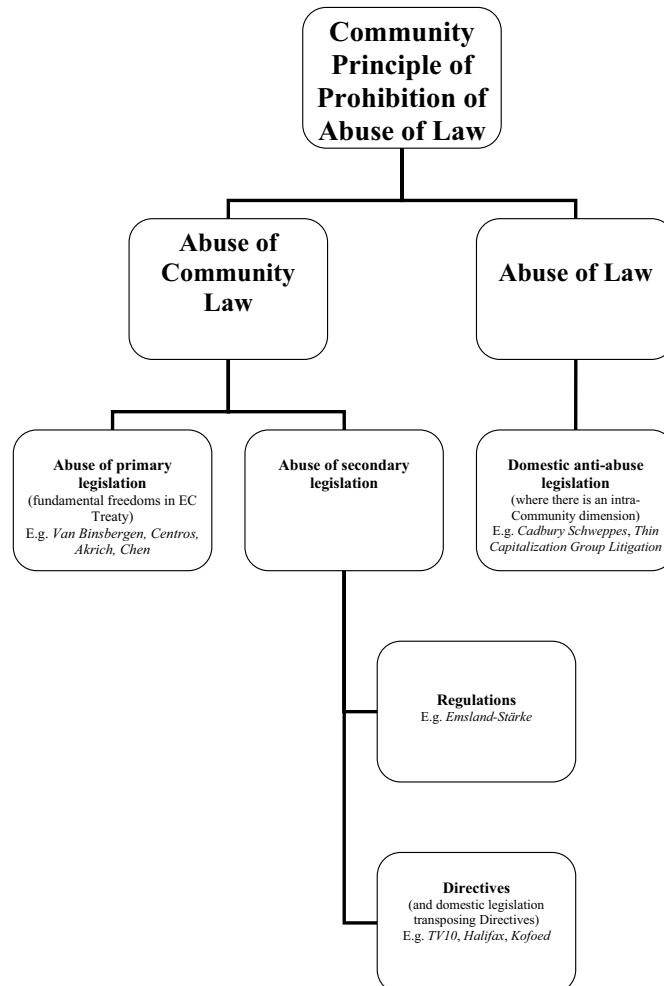 Community
Principle of
Prohibition of
Abuse of Law
Abuse of
Community
Law
Abuse of Law
Abuse of primary
legislation
(fundamental freedoms in EC
Treaty)
E.g. Van Binsbergen, Centros,
Akrich, Chen
Abuse of secondary
legislation
Domestic anti-abuse
legislation
(where there is an intra-
Community dimension)
E.g. Cadbury Schweppes, Thin
Capitalization Group Litigation
Regulations
E.g. Emsland-Stärke
Directives
(and domestic legislation
transposing Directives)
E.g. TV10, Halifax, Kofoed